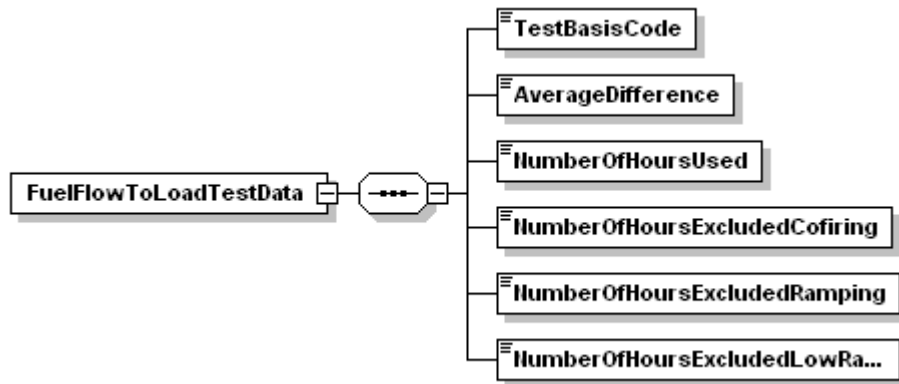 TestBasisCode
AverageDifference
NumberOfHoursUsed
FuelFlowToLoadTestData
NumberOfHoursExcludedCofiring
NumberOfHoursExcludedRamping
NumberOfHoursExcludedLowRa...